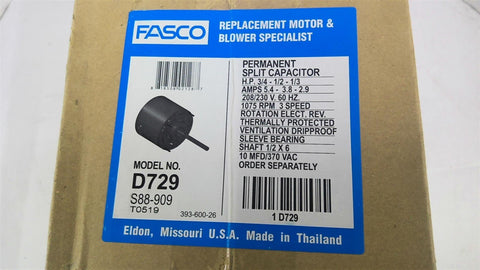 FASCO
REPLACEMENT MOTOR &
BLOWER SPECIALIST
PERMANENT
SPLIT CAPACITOR
H.P. 3/4 - 1/2 - 1/3
AMPS 5.4 - 3.8 - 2.9
208/230 V. 60 HZ.
1075 RPM 3 SPEED
ROTATION ELECT. REV.
THERMALLY PROTECTED
VENTILATION DRIPPROOF
SLEEVE BEARING
SHAFT 1/2 X 6
10 MFD/370 VAC
ORDER SEPARATELY
MODEL NO.
D729
S88-909
T0519
393-600-26
1 D729
Eldon, Missouri U.S.A. Made in Thailand